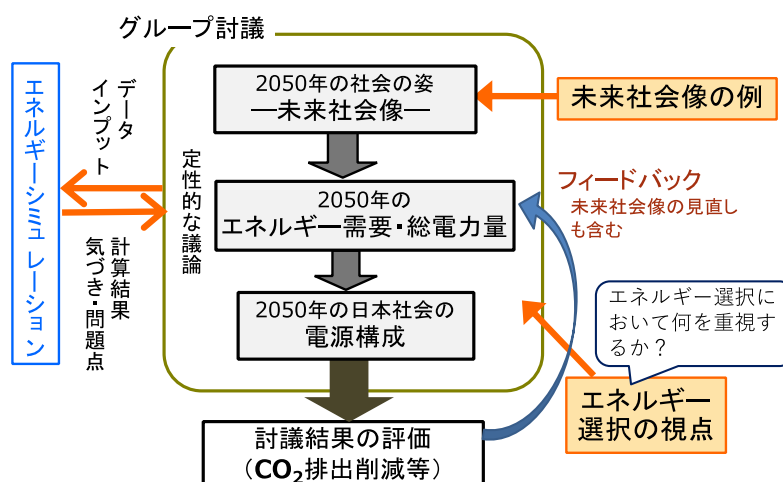 グループ討議
エネルギーシミュレーション
データ
インプット
計算結果
気づき・問題点
定性的な議論
2050年の社会の姿
―未来社会像―
未来社会像の例
2050年の
エネルギー需要・総電力量
フィードバック
未来社会像の見直し
も含む
2050年の日本社会の
電源構成
エネルギー選択に
おいて何を重視す
るか？
エネルギー
選択の視点
討議結果の評価
（CO₂排出削減等）